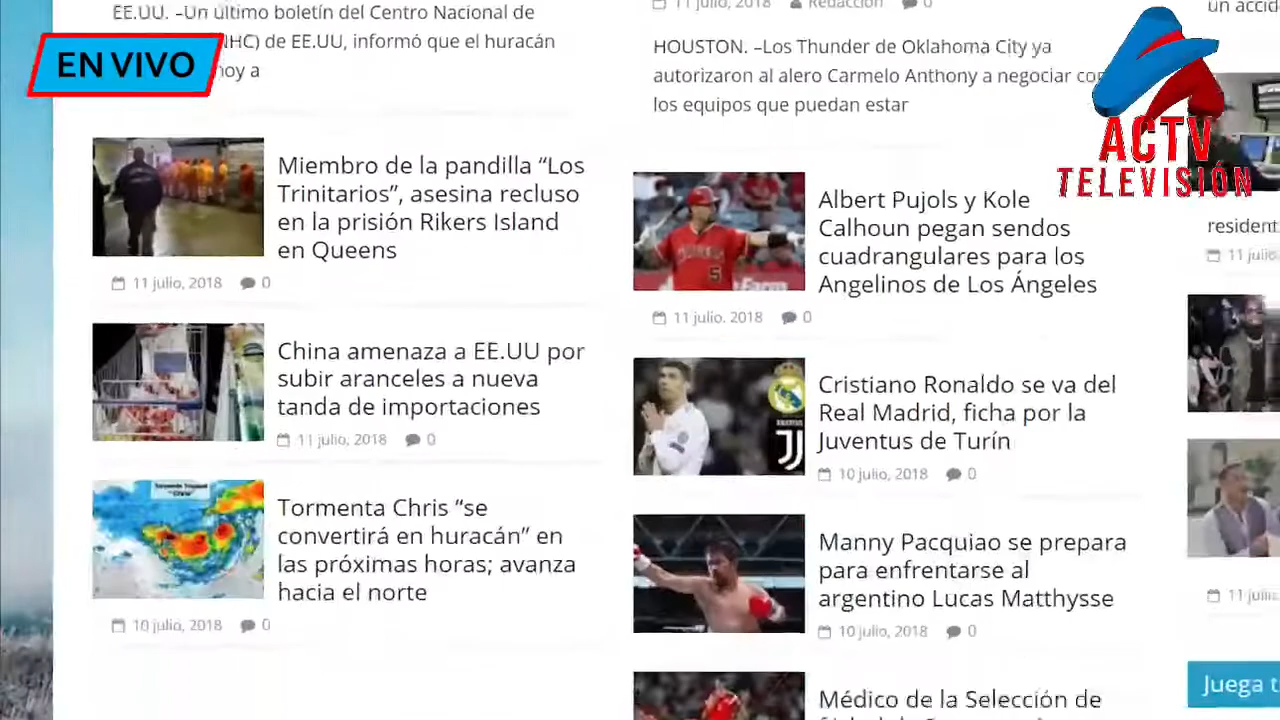 EE.UU. –Un último boletín del Centro Nacional de
NHC) de EE.UU, informó que el huracán
hoy a
EN VIVO
Miembro de la pandilla “Los
Trinitarios”, asesina recluso
en la prisión Rikers Island
en Queens
11 julio, 2018 0
China amenaza a EE.UU por
subir aranceles a nueva
tanda de importaciones
11 julio, 2018 0
Tormenta Chris “se
convertirá en huracán” en
las próximas horas; avanza
hacia el norte
10 julio, 2018 0
11 julio, 2018 Redacción 0
HOUSTON. –Los Thunder de Oklahoma City ya
autorizaron al alero Carmelo Anthony a negociar con
los equipos que puedan estar
Albert Pujols y Kole
Calhoun pegan sendos
cuadrangulares para los
Angelinos de Los Ángeles
5
11 julio, 2018 0
Cristiano Ronaldo se va del
Real Madrid, ficha por la
Juventus de Turín
10 julio, 2018 0
Manny Pacquiao se prepara
para enfrentarse al
argentino Lucas Matthysse
10 julio, 2018 0
Médico de la Selección de
un accid
ACTV
TELEVISIÓN
resident
11 julio
11 julio
Juega t